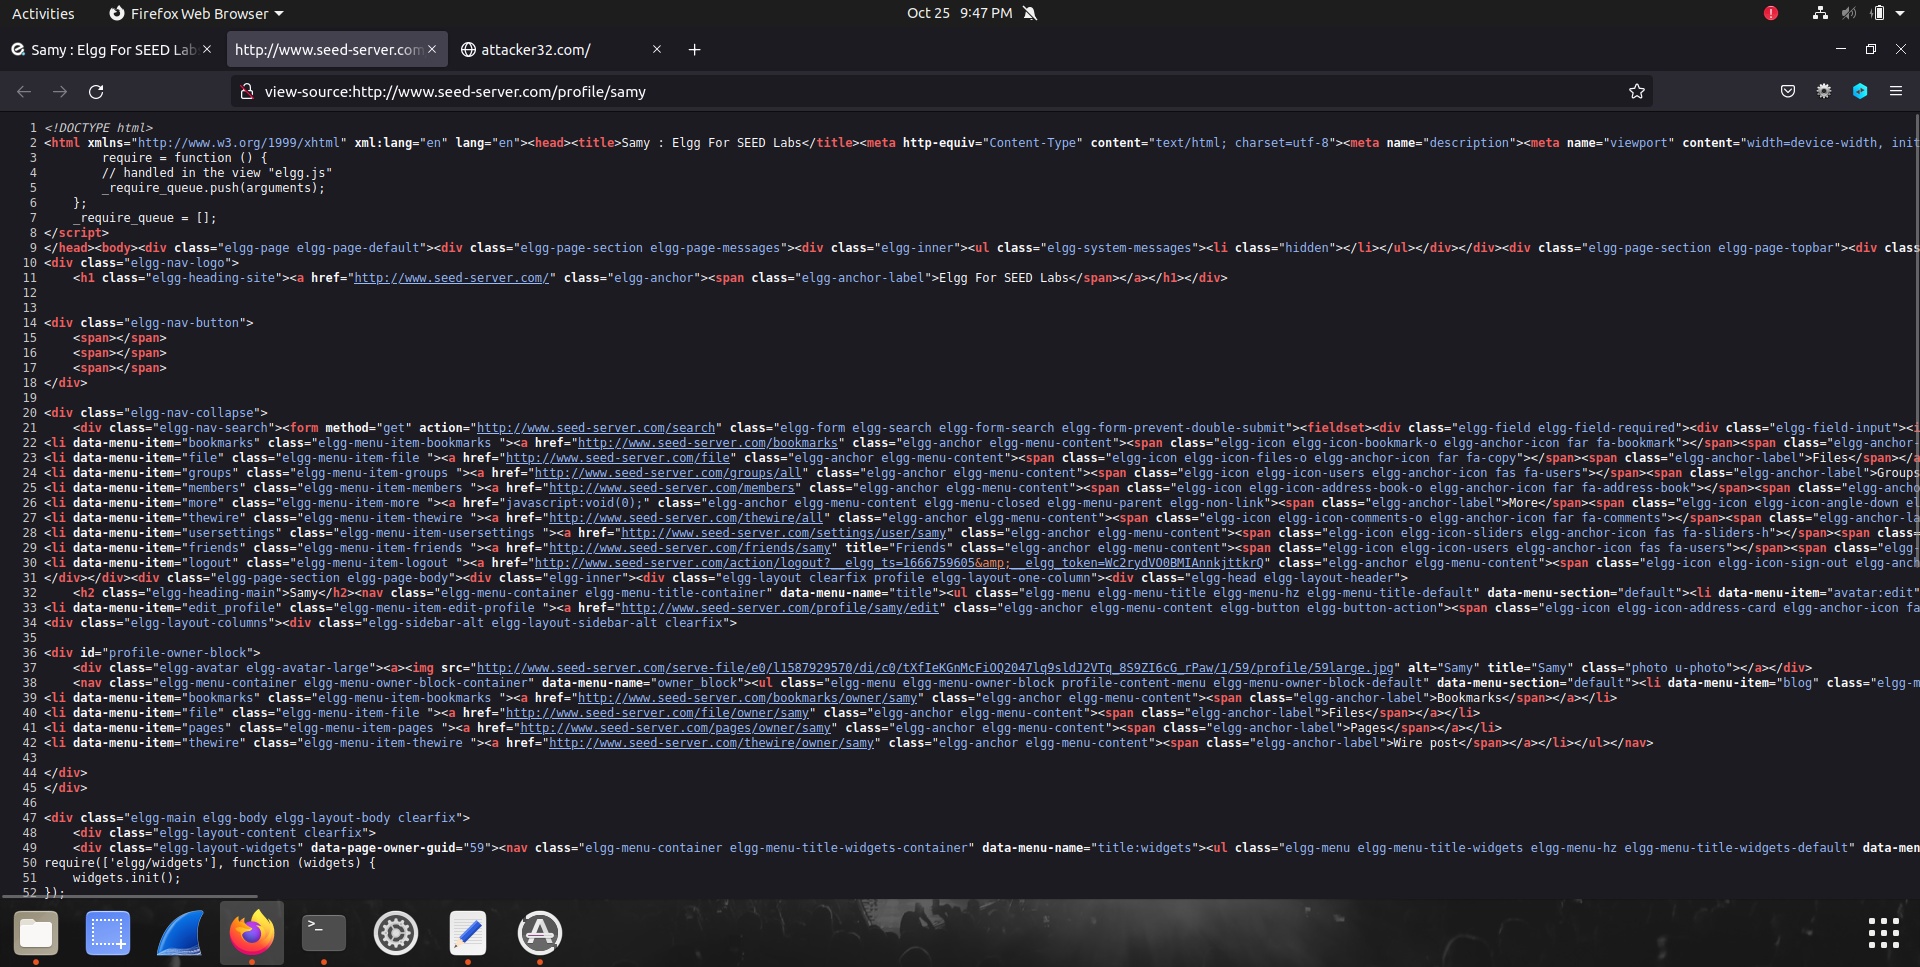 Activities
Firefox Web Browser
Oct 25 9:47 PM
Samy : Elgg For SEED Lab
http://www.seed-server.com
attacker32.com/
view-source:http://www.seed-server.com/profile/samy
1 <!DOCTYPE html>
2 <html xmlns="http://www.w3.org/1999/xhtml" xml:lang="en" lang="en"><head><title>Samy : Elgg For SEED Labs</title><meta http-equiv="Content-Type" content="text/html; charset=utf-8"><meta name="description"><meta name="viewport" content="width=device-width, init
3 require = function () {
4 // handled in the view "elgg.js"
5 _require_queue.push(arguments);
6 };
7 _require_queue = [];
8 </script>
9 </head><body><div class="elgg-page elgg-page-default"><div class="elgg-page-section elgg-page-messages"><div class="elgg-inner"><ul class="elgg-system-messages"><li class="hidden"></li></ul></div></div><div class="elgg-page-section elgg-page-topbar"><div clas
10 <div class="elgg-nav-logo">
11 <h1 class="elgg-heading-site"><a href="http://www.seed-server.com/" class="elgg-anchor"><span class="elgg-anchor-label">Elgg For SEED Labs</span></a></h1></div>
12
13
14 <div class="elgg-nav-button">
15 <span></span>
16 <span></span>
17 <span></span>
18 </div>
19
20 <div class="elgg-nav-collapse">
21 <div class="elgg-nav-search"><form method="get" action="http://www.seed-server.com/search" class="elgg-form elgg-search elgg-form-search elgg-form-prevent-double-submit"><fieldset><div class="elgg-field elgg-field-required"><div class="elgg-field-input"><i
22 <li data-menu-item="bookmarks" class="elgg-menu-item-bookmarks "><a href="http://www.seed-server.com/bookmarks" class="elgg-anchor elgg-menu-content"><span class="elgg-icon elgg-icon-bookmark-o elgg-anchor-icon far fa-bookmark"></span><span class="elgg-anchor-
23 <li data-menu-item="file" class="elgg-menu-item-file "><a href="http://www.seed-server.com/file" class="elgg-anchor elgg-menu-content"><span class="elgg-icon elgg-icon-files-o elgg-anchor-icon far fa-copy"></span><span class="elgg-anchor-label">Files</span></a
24 <li data-menu-item="groups" class="elgg-menu-item-groups "><a href="http://www.seed-server.com/groups/all" class="elgg-anchor elgg-menu-content"><span class="elgg-icon elgg-icon-users elgg-anchor-icon fas fa-users"></span><span class="elgg-anchor-label">Groups
25 <li data-menu-item="members" class="elgg-menu-item-members "><a href="http://www.seed-server.com/members" class="elgg-anchor elgg-menu-content"><span class="elgg-icon elgg-icon-address-book-o elgg-anchor-icon far fa-address-book"></span><span class="elgg-ancho
26 <li data-menu-item="more" class="elgg-menu-item-more "><a href="javascript:void(0);" class="elgg-anchor elgg-menu-content elgg-menu-closed elgg-menu-parent elgg-non-link"><span class="elgg-anchor-label">More</span><span class="elgg-icon elgg-icon-angle-down el
27 <li data-menu-item="thewire" class="elgg-menu-item-thewire "><a href="http://www.seed-server.com/thewire/all" class="elgg-anchor elgg-menu-content"><span class="elgg-icon elgg-icon-comments-o elgg-anchor-icon far fa-comments"></span><span class="elgg-anchor-la
28 <li data-menu-item="usersettings" class="elgg-menu-item-usersettings "><a href="http://www.seed-server.com/settings/user/samy" class="elgg-anchor elgg-menu-content"><span class="elgg-icon elgg-icon-sliders elgg-anchor-icon fas fa-sliders-h"></span><span class=
29 <li data-menu-item="friends" class="elgg-menu-item-friends "><a href="http://www.seed-server.com/friends/samy" title="Friends" class="elgg-anchor elgg-menu-content"><span class="elgg-icon elgg-icon-users elgg-anchor-icon fas fa-users"></span><span class="elgg-
30 <li data-menu-item="logout" class="elgg-menu-item-logout "><a href="http://www.seed-server.com/action/logout?__elgg_ts=1666759605&amp;__elgg_token=Wc2rydVO0BMIAnnkjttkrQ" class="elgg-anchor elgg-menu-content"><span class="elgg-icon elgg-icon-sign-out elgg-anch
31 </div></div><div class="elgg-page-section elgg-page-body"><div class="elgg-inner"><div class="elgg-layout clearfix profile elgg-layout-one-column"><div class="elgg-head elgg-layout-header">
32 <h2 class="elgg-heading-main">Samy</h2><nav class="elgg-menu-container elgg-menu-title-container" data-menu-name="title"><ul class="elgg-menu elgg-menu-title elgg-menu-hz elgg-menu-title-default" data-menu-section="default"><li data-menu-item="avatar:edit"
33 <li data-menu-item="edit_profile" class="elgg-menu-item-edit-profile "><a href="http://www.seed-server.com/profile/samy/edit" class="elgg-anchor elgg-menu-content elgg-button elgg-button-action"><span class="elgg-icon elgg-icon-address-card elgg-anchor-icon fa
34 <div class="elgg-layout-columns"><div class="elgg-sidebar-alt elgg-layout-sidebar-alt clearfix">
35
36 <div id="profile-owner-block">
37 <div class="elgg-avatar elgg-avatar-large"><a><img src="http://www.seed-server.com/serve-file/e0/l1587929570/di/c0/tXfIeKGnMcFiOQ2047lq9sldJ2VTq_8S9ZI6cG_rPaw/1/59/profile/59large.jpg" alt="Samy" title="Samy" class="photo u-photo"></a></div>
38 <nav class="elgg-menu-container elgg-menu-owner-block-container" data-menu-name="owner_block"><ul class="elgg-menu elgg-menu-owner-block profile-content-menu elgg-menu-owner-block-default" data-menu-section="default"><li data-menu-item="blog" class="elgg-m
39 <li data-menu-item="bookmarks" class="elgg-menu-item-bookmarks "><a href="http://www.seed-server.com/bookmarks/owner/samy" class="elgg-anchor elgg-menu-content"><span class="elgg-anchor-label">Bookmarks</span></a></li>
40 <li data-menu-item="file" class="elgg-menu-item-file "><a href="http://www.seed-server.com/file/owner/samy" class="elgg-anchor elgg-menu-content"><span class="elgg-anchor-label">Files</span></a></li>
41 <li data-menu-item="pages" class="elgg-menu-item-pages "><a href="http://www.seed-server.com/pages/owner/samy" class="elgg-anchor elgg-menu-content"><span class="elgg-anchor-label">Pages</span></a></li>
42 <li data-menu-item="thewire" class="elgg-menu-item-thewire "><a href="http://www.seed-server.com/thewire/owner/samy" class="elgg-anchor elgg-menu-content"><span class="elgg-anchor-label">Wire post</span></a></li></ul></nav>
43
44 </div>
45 </div>
46
47 <div class="elgg-main elgg-body elgg-layout-body clearfix">
48 <div class="elgg-layout-content clearfix">
49 <div class="elgg-layout-widgets" data-page-owner-guid="59"><nav class="elgg-menu-container elgg-menu-title-widgets-container" data-menu-name="title:widgets"><ul class="elgg-menu elgg-menu-title-widgets elgg-menu-hz elgg-menu-title-widgets-default" data-men
50 require(['elgg/widgets'], function (widgets) {
51 widgets.init();
52 });